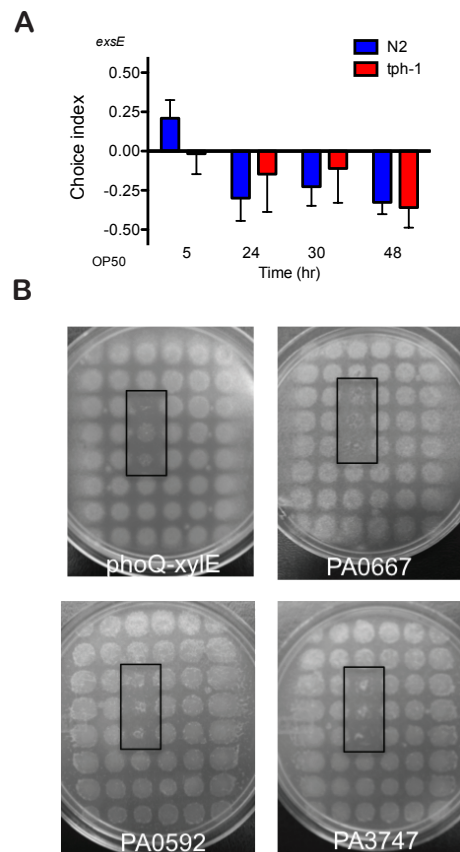 A
exsE
N2
tph-1
0.50
0.25
0.00
-0.25
-0.50
Choice index
OP50
5 24 30 48
Time (hr)
B
phoQ-xylE
PA0667
PA0592
PA3747